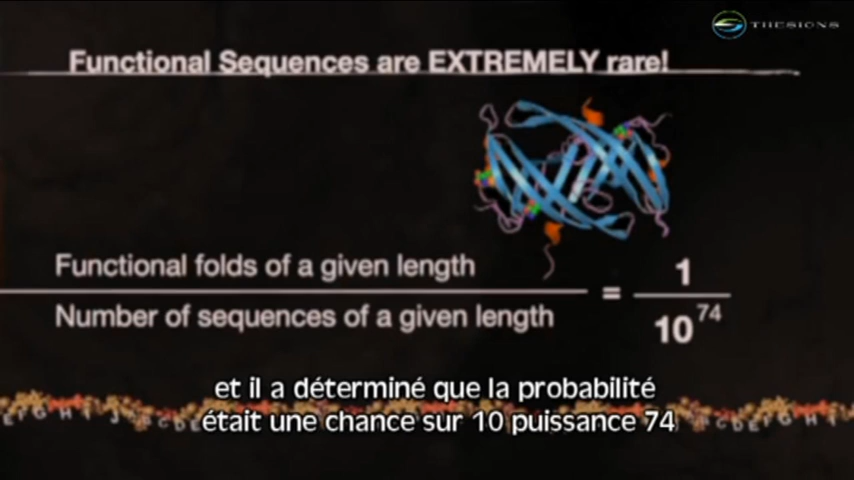 THESIONS
Functional Sequences are EXTREMELY rare!
Functional folds of a given length
Number of sequences of a given length
=
1
10^74
et il a déterminé que la probabilité
était une chance sur 10 puissance 74